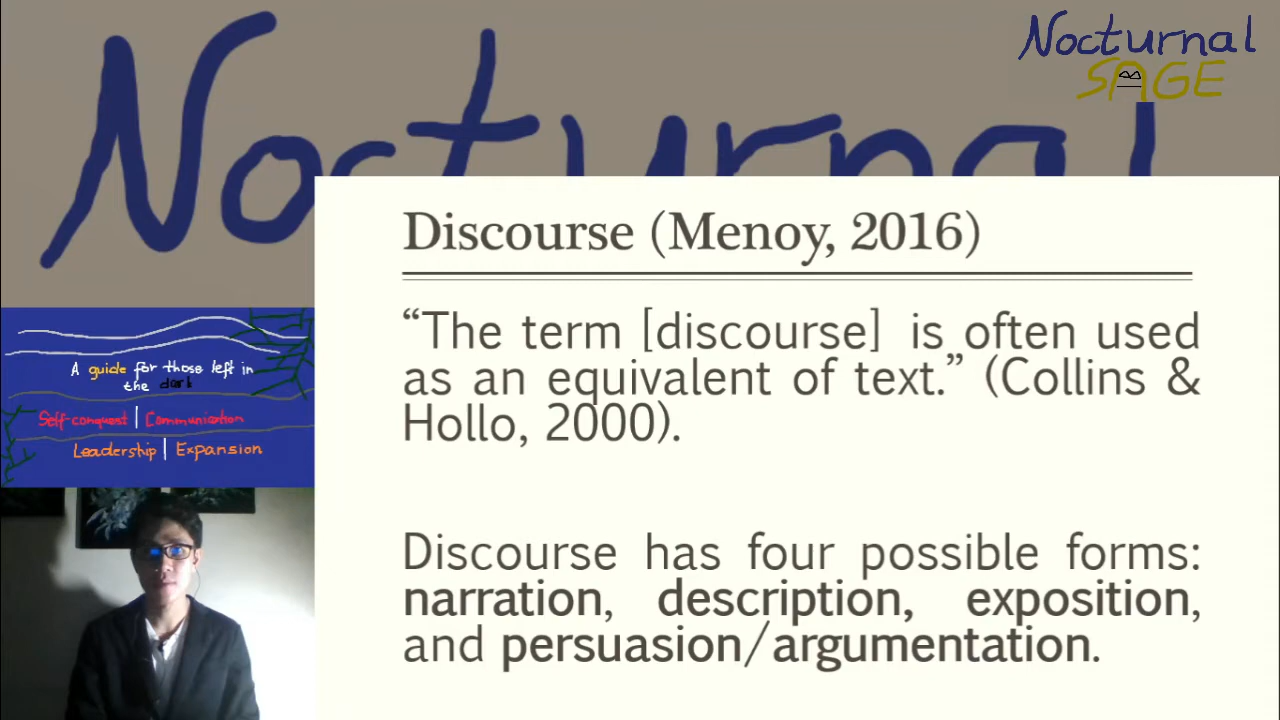 Nocturnal
Nocturnal
SAGE
Discourse (Menoy, 2016)
“The term [discourse] is often used
as an equivalent of text.” (Collins &
Hollo, 2000).
Discourse has four possible forms:
narration, description, exposition,
and persuasion/argumentation.
A guide for those left in
the dark
Self-conquest | Communication
Leadership | Expansion